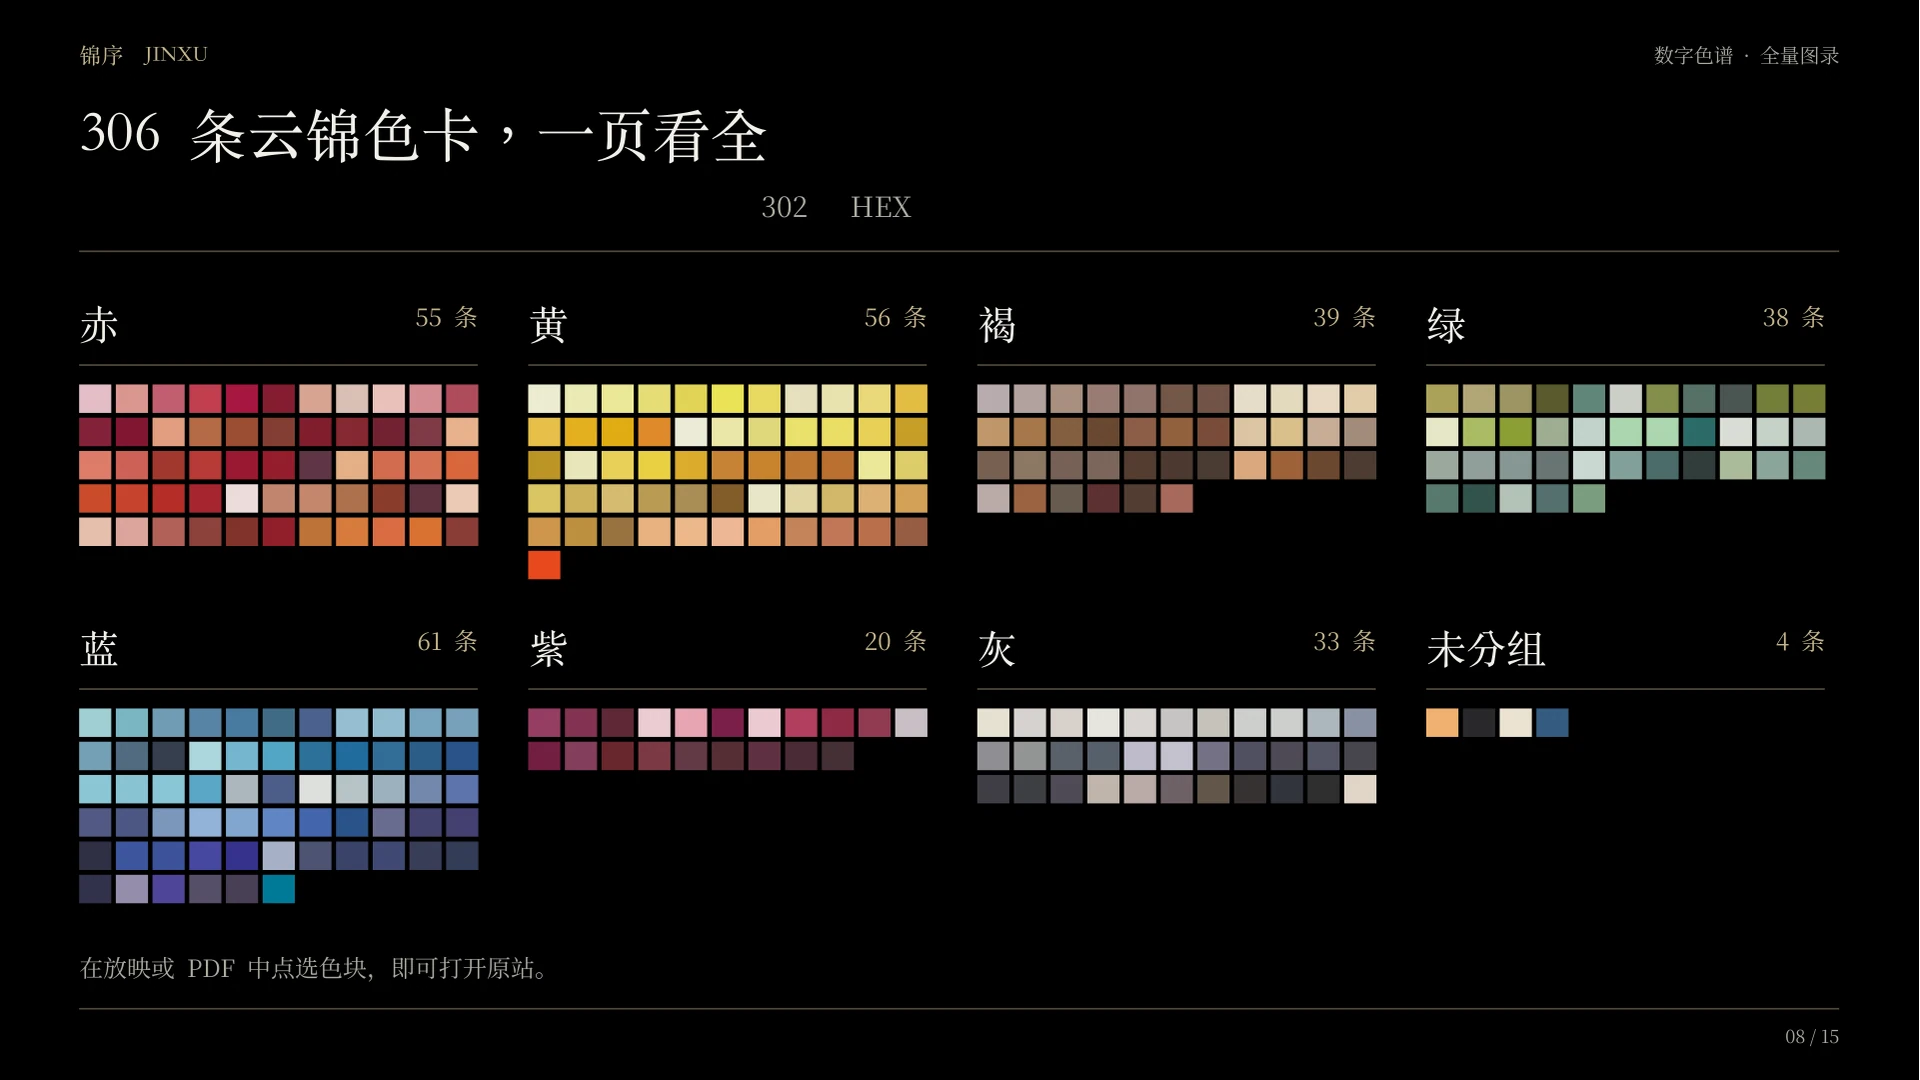 锦序 JINXU
数字色谱 · 全量图录
306 条云锦色卡，一页看全
302 HEX
赤 55 条
黄 56 条
褐 39 条
绿 38 条
蓝 61 条
紫 20 条
灰 33 条
未分组 4 条
在放映或 PDF 中点选色块，即可打开原站。
08 / 15